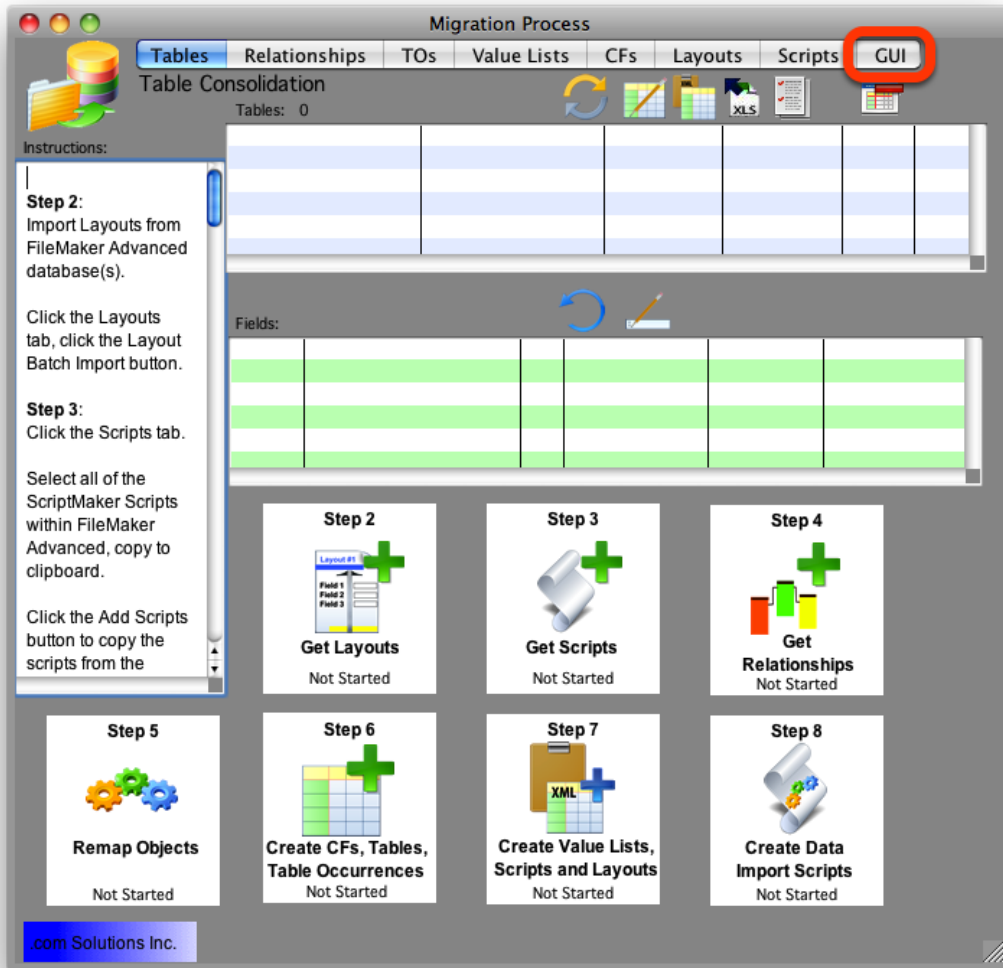 Migration Process
Tables Relationships TOs Value Lists CFs Layouts Scripts GUI
Table Consolidation
Tables: 0
XLS
Instructions:
Step 2:
Import Layouts from
FileMaker Advanced
database(s).
Click the Layouts
tab, click the Layout
Batch Import button.
Step 3:
Click the Scripts tab.
Select all of the
ScriptMaker Scripts
within FileMaker
Advanced, copy to
clipboard.
Click the Add Scripts
button to copy the
scripts from the
Fields:
Step 2
Layout #1
Field 1
Field 2
Field 3
Get Layouts
Not Started
Step 3
Get Scripts
Not Started
Step 4
Get
Relationships
Not Started
Step 5
Remap Objects
Not Started
Step 6
Create CFs, Tables,
Table Occurrences
Not Started
Step 7
XML
Create Value Lists,
Scripts and Layouts
Not Started
Step 8
Create Data
Import Scripts
Not Started
.com Solutions Inc.